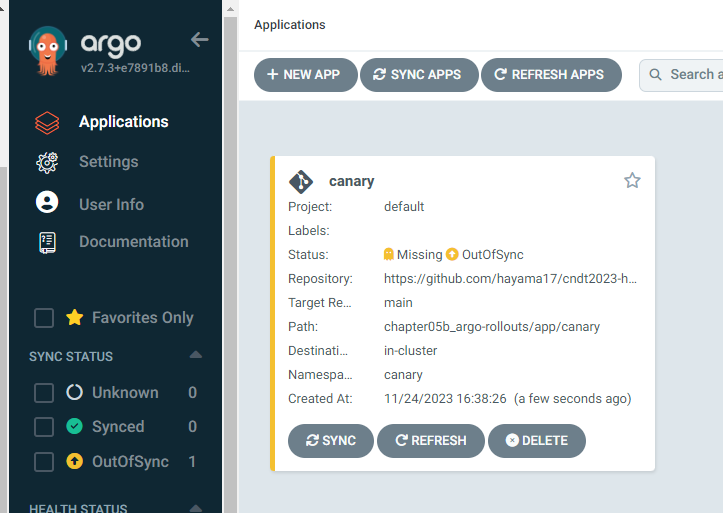 argo
v2.7.3+e7891b8.di...
Applications
Settings
User Info
Documentation
Favorites Only
SYNC STATUS
Unknown 0
Synced 0
OutOfSync 1
HEALTH STATUS
Applications
NEW APP SYNC APPS REFRESH APPS Search a
canary
Project: default
Labels:
Status: Missing OutOfSync
Repository: https://github.com/hayama17/cndt2023-h...
Target Re... main
Path: chapter05b_argo-rollouts/app/canary
Destinati... in-cluster
Namespa... canary
Created At: 11/24/2023 16:38:26 (a few seconds ago)
SYNC REFRESH DELETE